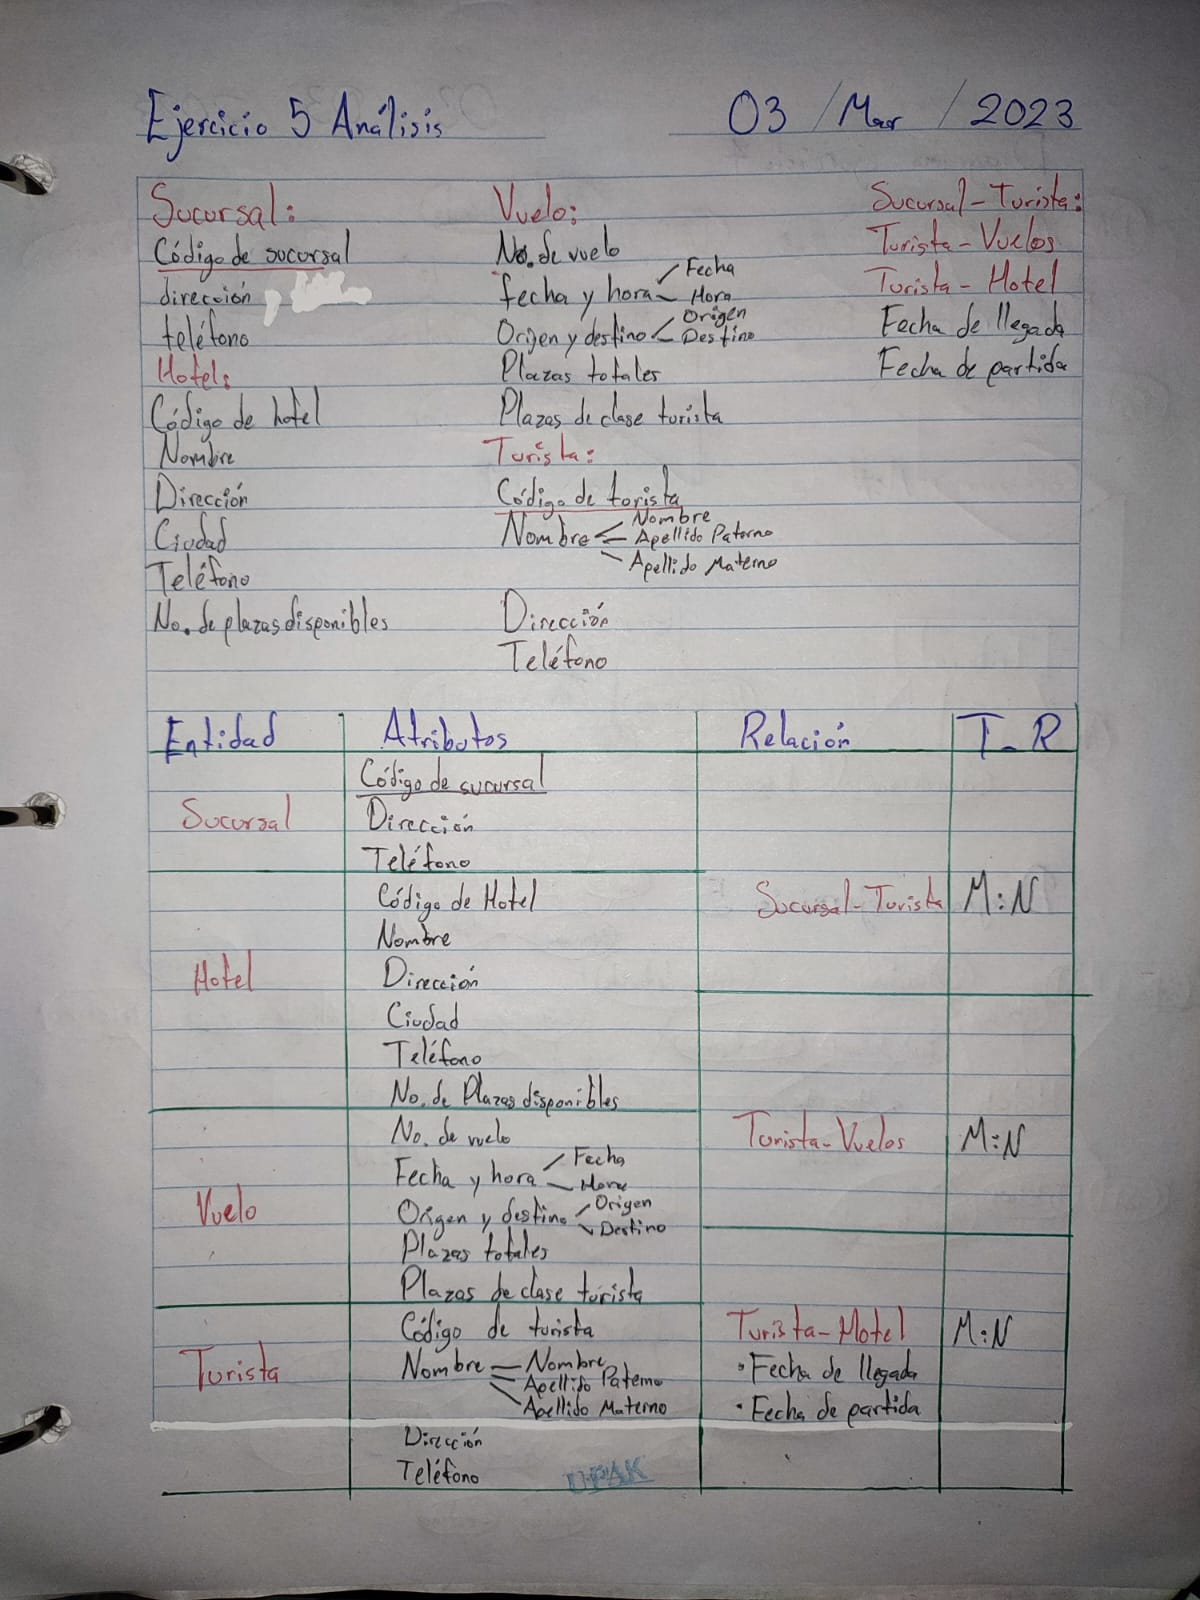 Ejercicio 5 Análisis
03 / Mar / 2023
Sucursal:
Código de sucursal
dirección,
teléfono
Hotel:
Código de hotel
Nombre
Dirección
Ciudad
Teléfono
No. de plazas disponibles
Vuelo:
No. de vuelo
fecha y hora Fecha
Hora
Origen y destino Origen
Destino
Plazas totales
Plazas de clase turista
Turista:
Código de torista
Nombre Nombre
Apellido Paterno
Apellido Materno
Dirección
Teléfono
Sucursal-Turista:
Turista-Vuelos
Turista-Hotel
Fecha de llegada
Fecha de partida
Entidad Atributos Relación T-R
Código de sucursal
Sucursal Dirección
Teléfono
Código de Hotel Sucursal-Turista M:N
Nombre
Hotel Dirección
Ciudad
Teléfono
No. de Plazas disponibles
No. de vuelo Turista-Vuelos M:N
Fecha y hora Fecha
Hora
Vuelo Origen y destino Origen
Destino
Plazas totales
Plazas de clase turista
Código de turista Turista-Hotel M:N
Turista Nombre Nombre · Fecha de llegada
Apellido Paterno
Apellido Materno · Fecha de partida
Dirección
Teléfono
UPAK